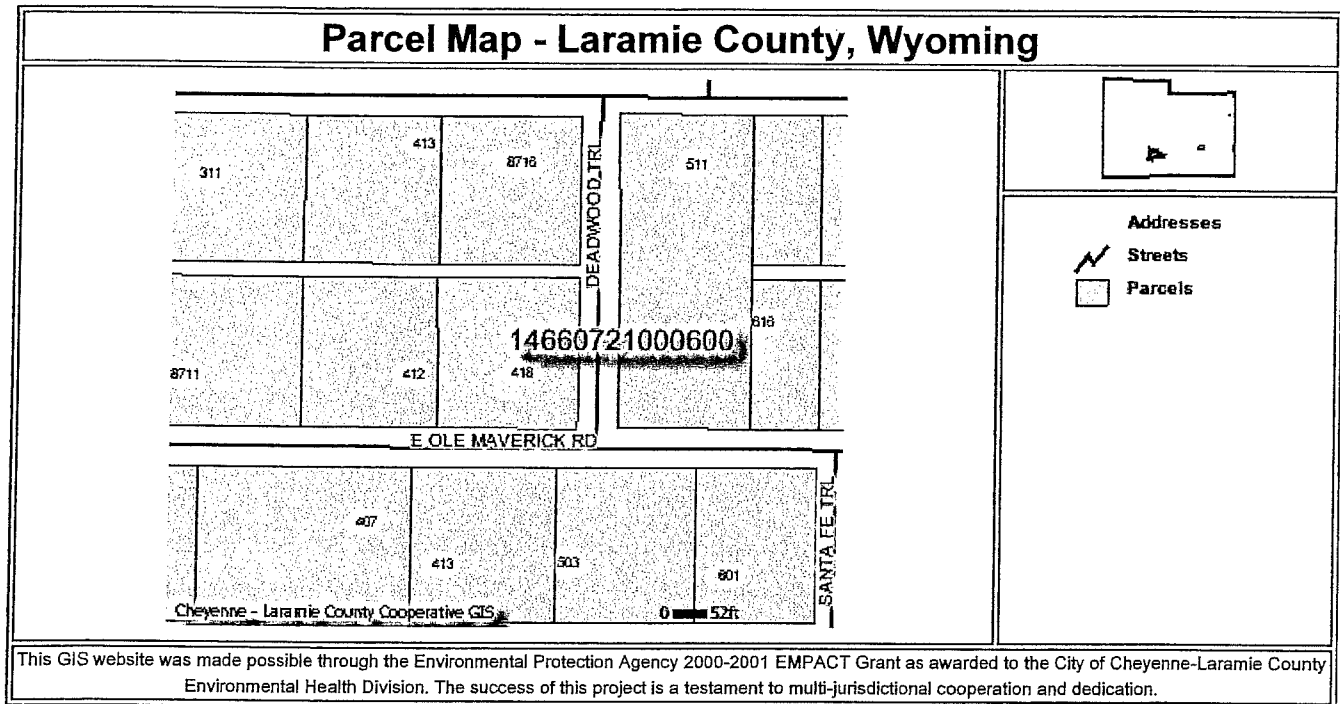 Parcel Map - Laramie County, Wyoming
311
413
8716
DEADWOOD TRL
511
14660721000600
616
8711
412
418
E OLE MAVERICK RD
407
413
503
601
SANTA FE TRL
Cheyenne - Laramie County Cooperative GIS
0 52ft
Addresses
Streets
Parcels
This GIS website was made possible through the Environmental Protection Agency 2000-2001 EMPACT Grant as awarded to the City of Cheyenne-Laramie County
Environmental Health Division. The success of this project is a testament to multi-jurisdictional cooperation and dedication.